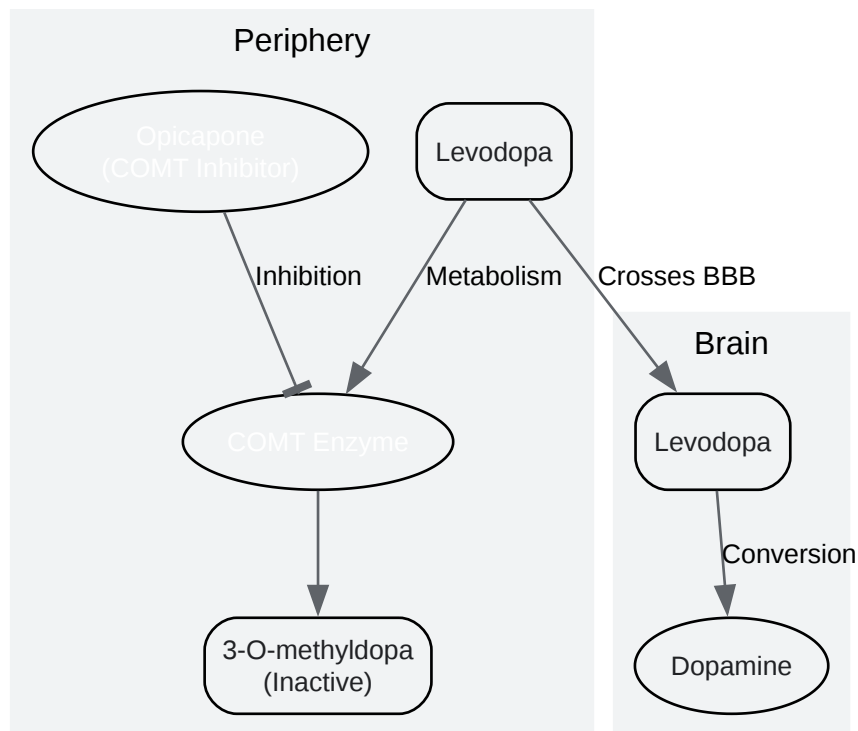 Periphery
Opicapone
(COMT Inhibitor)
Levodopa
Inhibition
Metabolism
Crosses BBB
Brain
COMT Enzyme
Levodopa
Conversion
3-O-methyldopa
(Inactive)
Dopamine